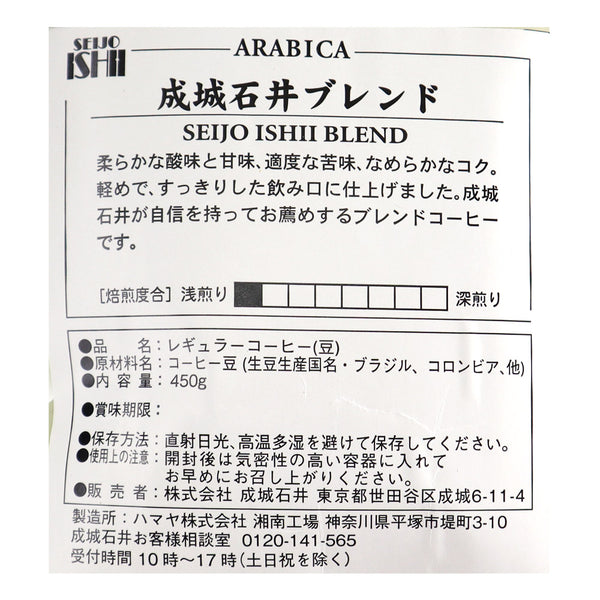 SEIJO
ISHII
ARABICA
成城石井ブレンド
SEIJO ISHII BLEND
柔らかな酸味と甘味、適度な苦味、なめらかなコク。
軽めで、すっきりした飲み口に仕上げました。成城
石井が自信を持ってお薦めするブレンドコーヒー
です。
[焙煎度合] 浅煎り 深煎り
●品 名:レギュラーコーヒー(豆)
●原材料名:コーヒー豆 (生豆生産国名・ブラジル、コロンビア、他)
●内 容 量:450g
●賞味期限:
●保存方法:直射日光、高温多湿を避けて保存してください。
●使用上の注意:開封後は気密性の高い容器に入れて
お早めにお召し上がりください。
●販 売 者:株式会社 成城石井 東京都世田谷区成城6-11-4
製造所:ハマヤ株式会社 湘南工場 神奈川県平塚市堤町3-10
成城石井お客様相談室 0120-141-565
受付時間 10時〜17時(土日祝を除く)